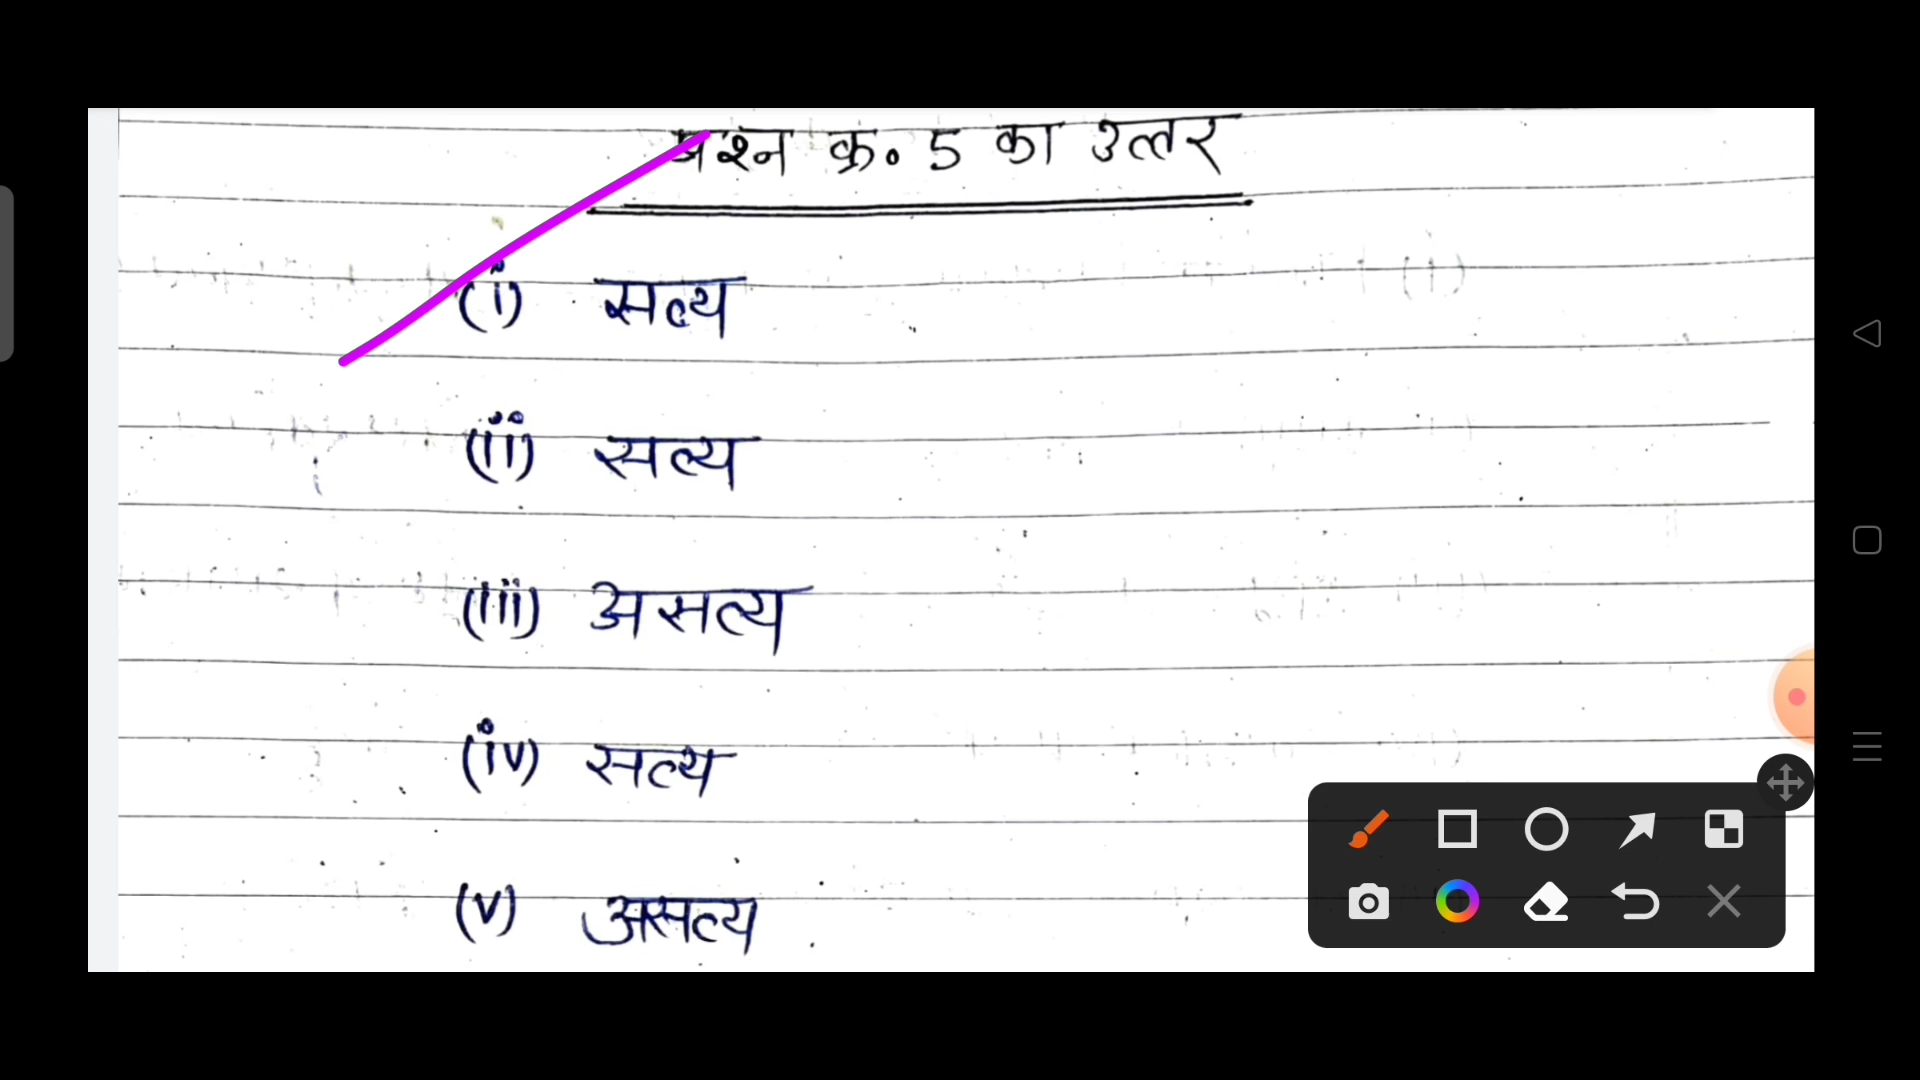 प्रश्न क्र. 5 का उत्तर
(i) सत्य
(ii) सत्य
(iii) असत्य
(iv) सत्य
(v) असत्य